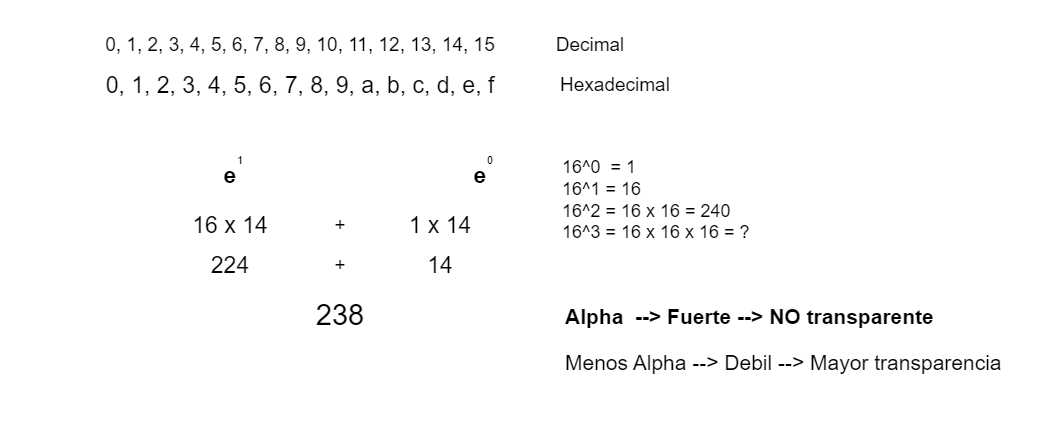 0, 1, 2, 3, 4, 5, 6, 7, 8, 9, 10, 11, 12, 13, 14, 15 Decimal
0, 1, 2, 3, 4, 5, 6, 7, 8, 9, a, b, c, d, e, f Hexadecimal
e^1 e^0
16 x 14 + 1 x 14
224 + 14
238
16^0 = 1
16^1 = 16
16^2 = 16 x 16 = 240
16^3 = 16 x 16 x 16 = ?
Alpha --> Fuerte --> NO transparente
Menos Alpha --> Debil --> Mayor transparencia